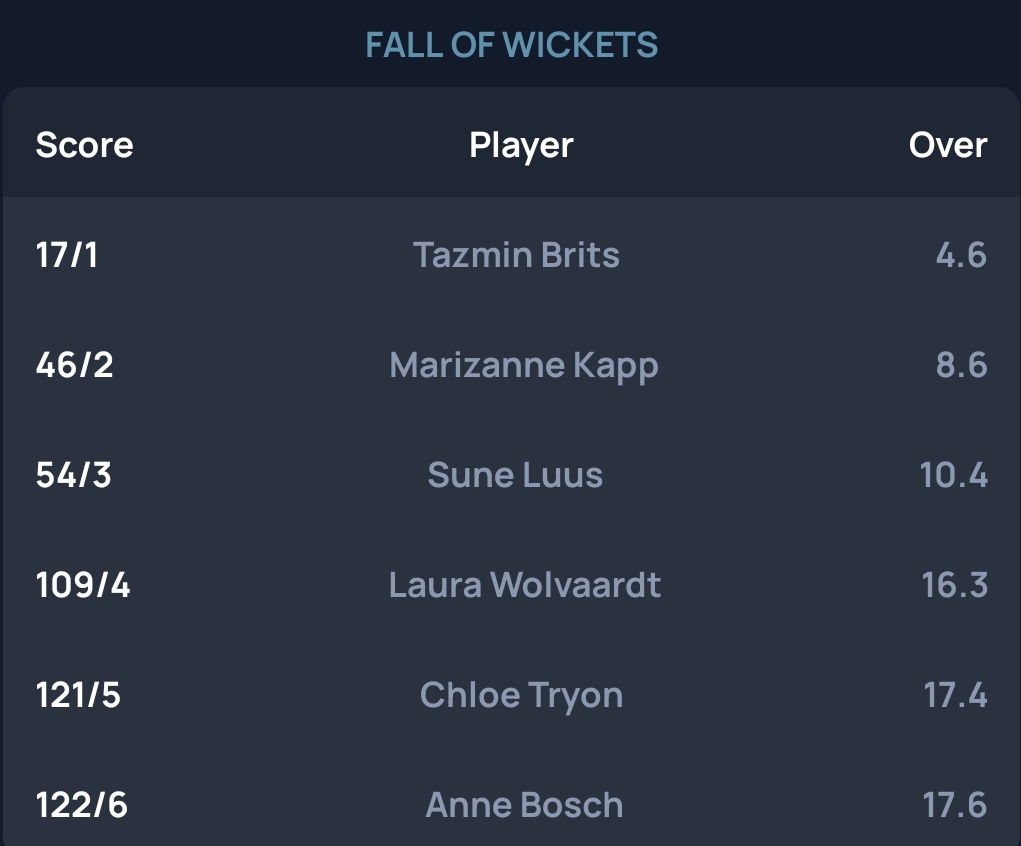 FALL OF WICKETS
Score Player Over
17/1 Tazmin Brits 4.6
46/2 Marizanne Kapp 8.6
54/3 Sune Luus 10.4
109/4 Laura Wolvaardt 16.3
121/5 Chloe Tryon 17.4
122/6 Anne Bosch 17.6